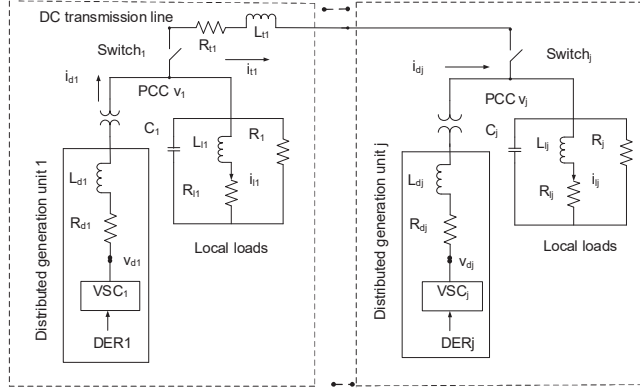 DC transmission line
Switch1
Rt1
Lt1
id1
it1
PCC v1
C1
Ll1
R1
Rl1
il1
Local loads
Ld1
Rd1
vd1
VSC1
DER1
Distributed generation unit 1
Switchj
idj
PCC vj
Cj
Llj
Rj
Rlj
ilj
Local loads
Ldj
Rdj
vdj
VSCj
DERj
Distributed generation unit j